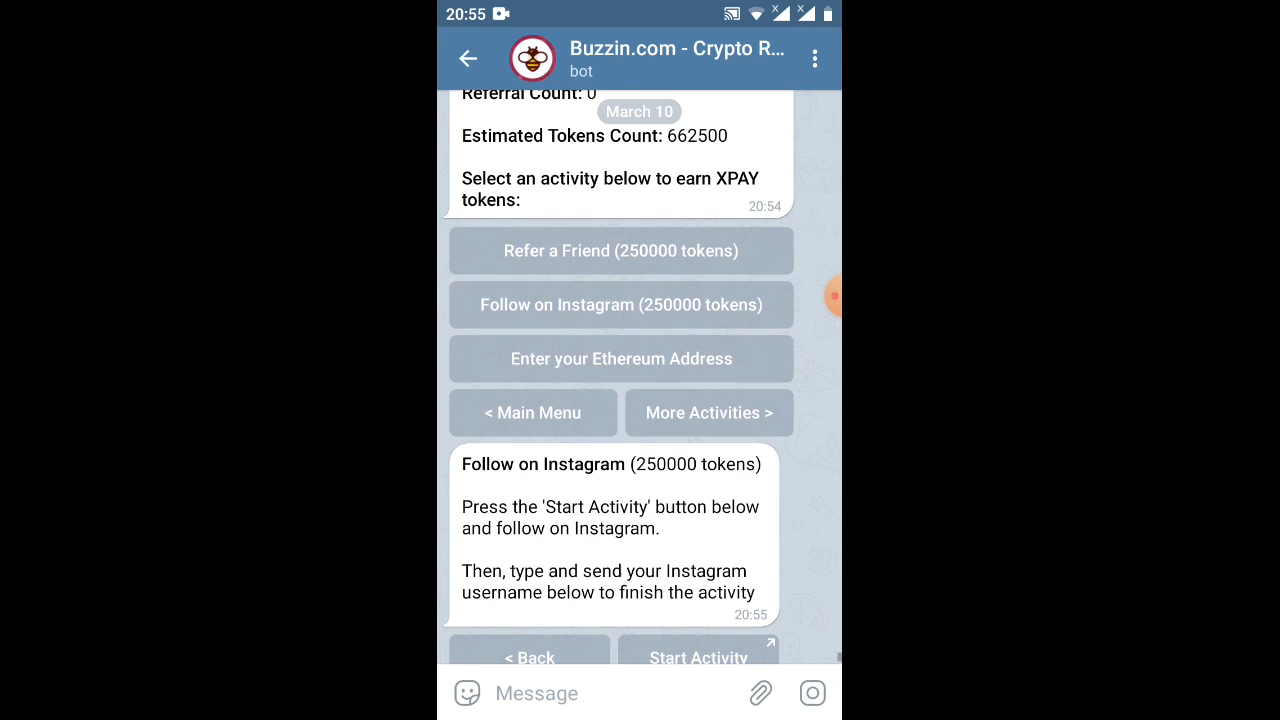 20:55
Buzzin.com - Crypto R...
bot
Referral Count: 0
March 10
Estimated Tokens Count: 662500
Select an activity below to earn XPAY
tokens:
20:54
Refer a Friend (250000 tokens)
Follow on Instagram (250000 tokens)
Enter your Ethereum Address
< Main Menu
More Activities >
Follow on Instagram (250000 tokens)
Press the 'Start Activity' button below
and follow on Instagram.
Then, type and send your Instagram
username below to finish the activity
20:55
< Back
Start Activity
Message